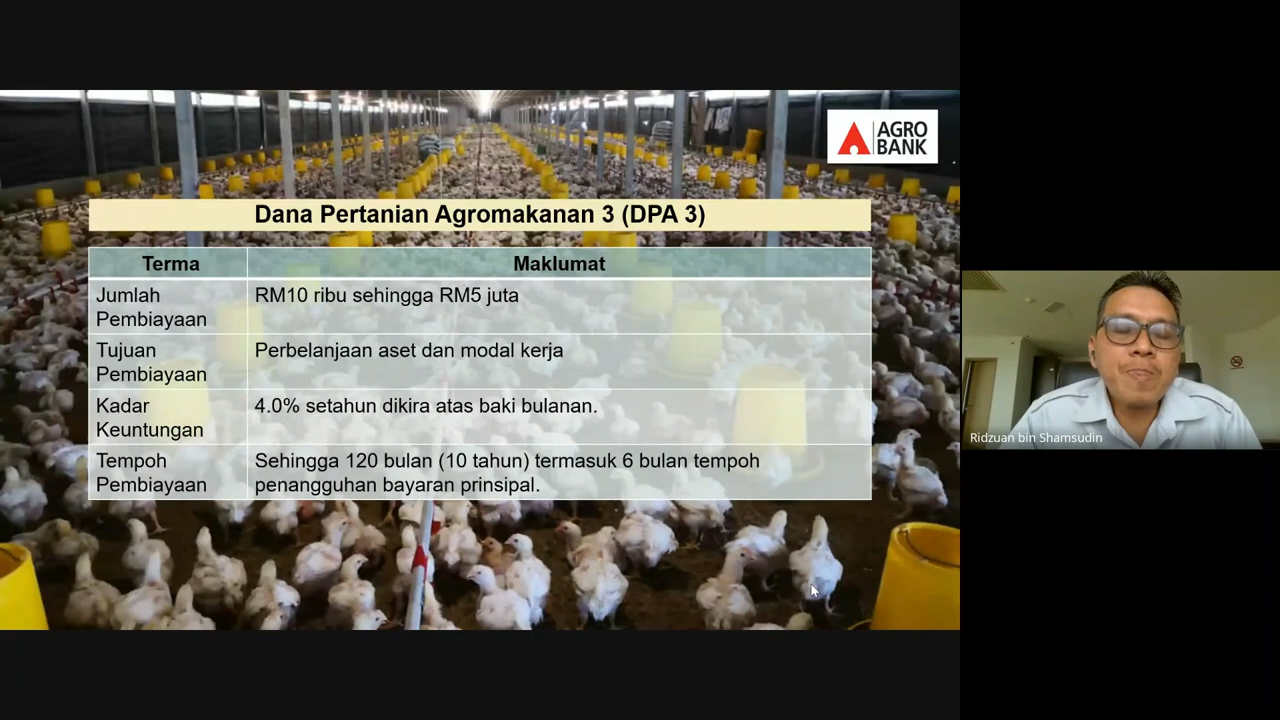 AGRO
BANK
Dana Pertanian Agromakanan 3 (DPA 3)
Terma
Maklumat
Jumlah
Pembiayaan
RM10 ribu sehingga RM5 juta
Tujuan
Pembiayaan
Perbelanjaan aset dan modal kerja
Kadar
Keuntungan
4.0% setahun dikira atas baki bulanan.
Tempoh
Pembiayaan
Sehingga 120 bulan (10 tahun) termasuk 6 bulan tempoh
penangguhan bayaran prinsipal.
Ridzuan bin Shamsudin